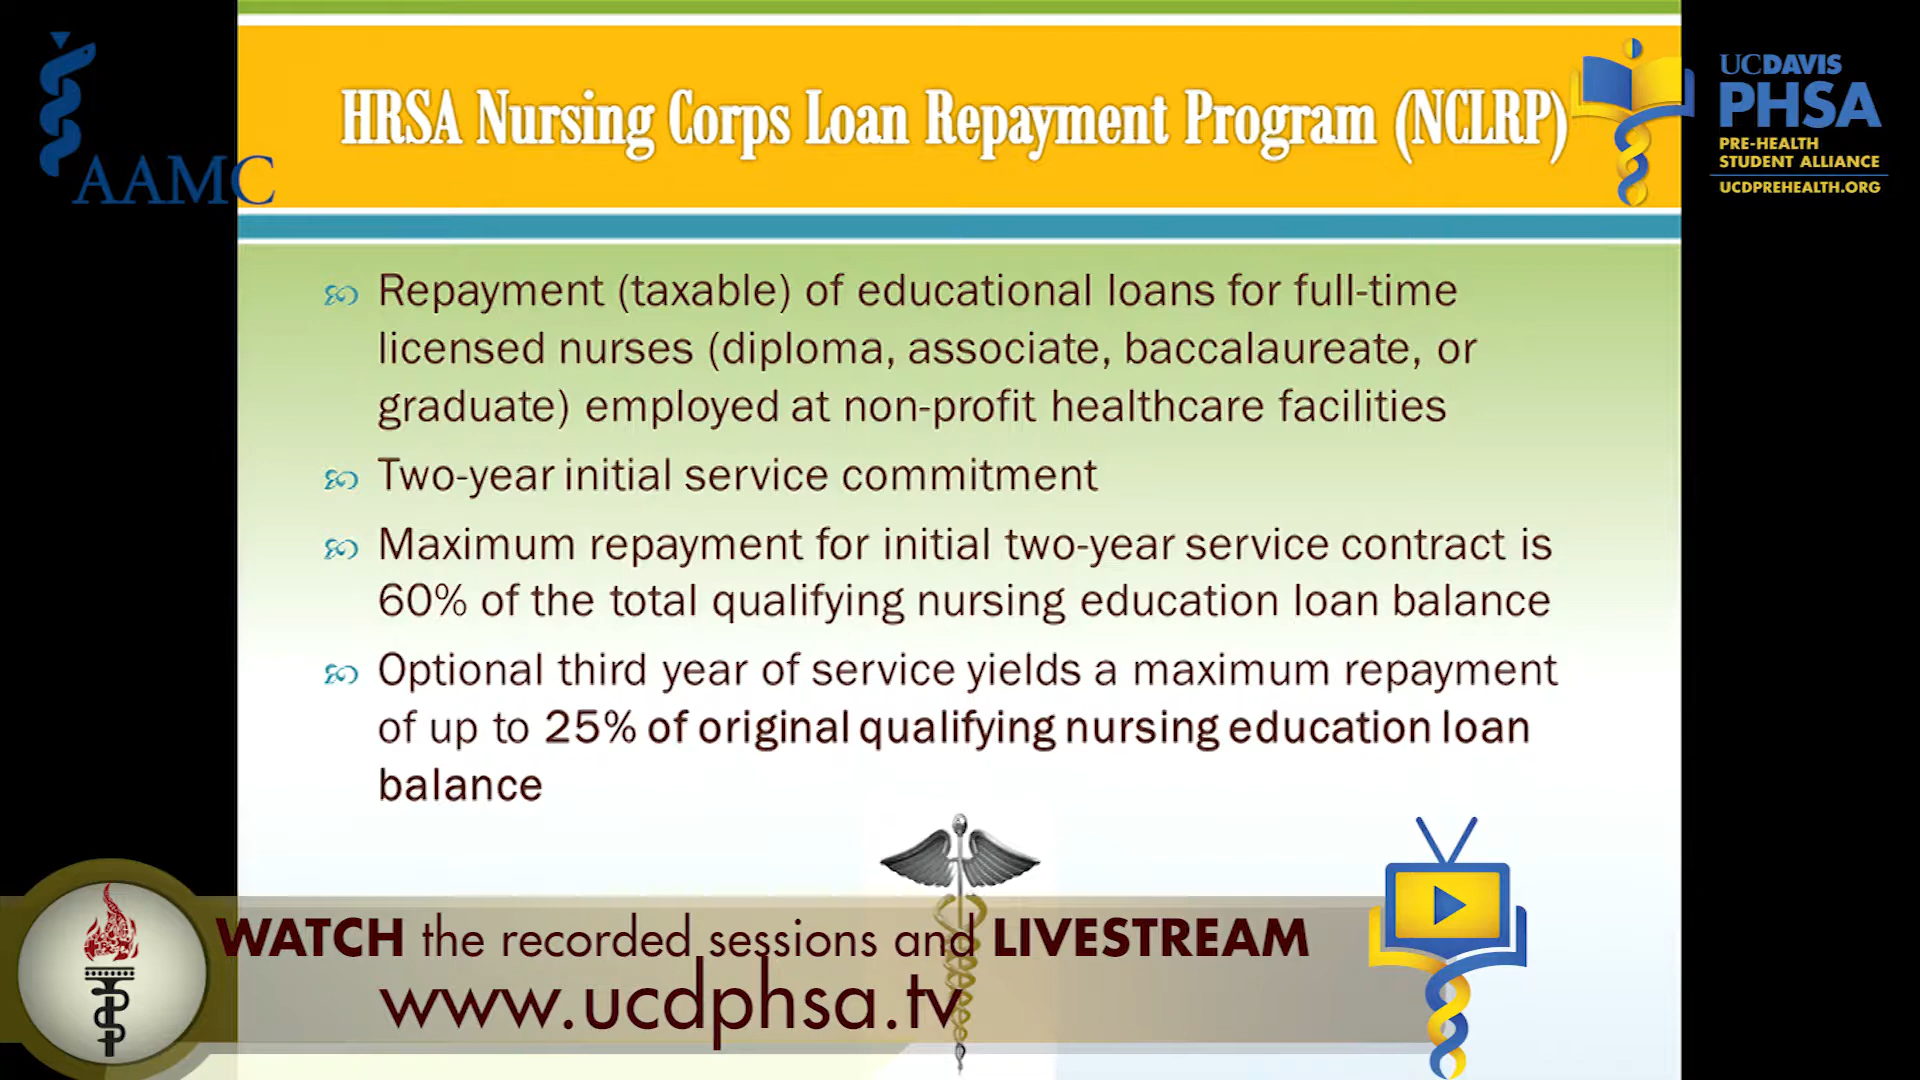 AAMC
HRSA Nursing Corps Loan Repayment Program (NCLRP)
UCDAVIS
PHSA
PRE-HEALTH
STUDENT ALLIANCE
UCDPREHEALTH.ORG
Repayment (taxable) of educational loans for full-time
licensed nurses (diploma, associate, baccalaureate, or
graduate) employed at non-profit healthcare facilities
Two-year initial service commitment
Maximum repayment for initial two-year service contract is
60% of the total qualifying nursing education loan balance
Optional third year of service yields a maximum repayment
of up to 25% of original qualifying nursing education loan
balance
WATCH the recorded sessions and LIVESTREAM
www.ucdphsa.tv